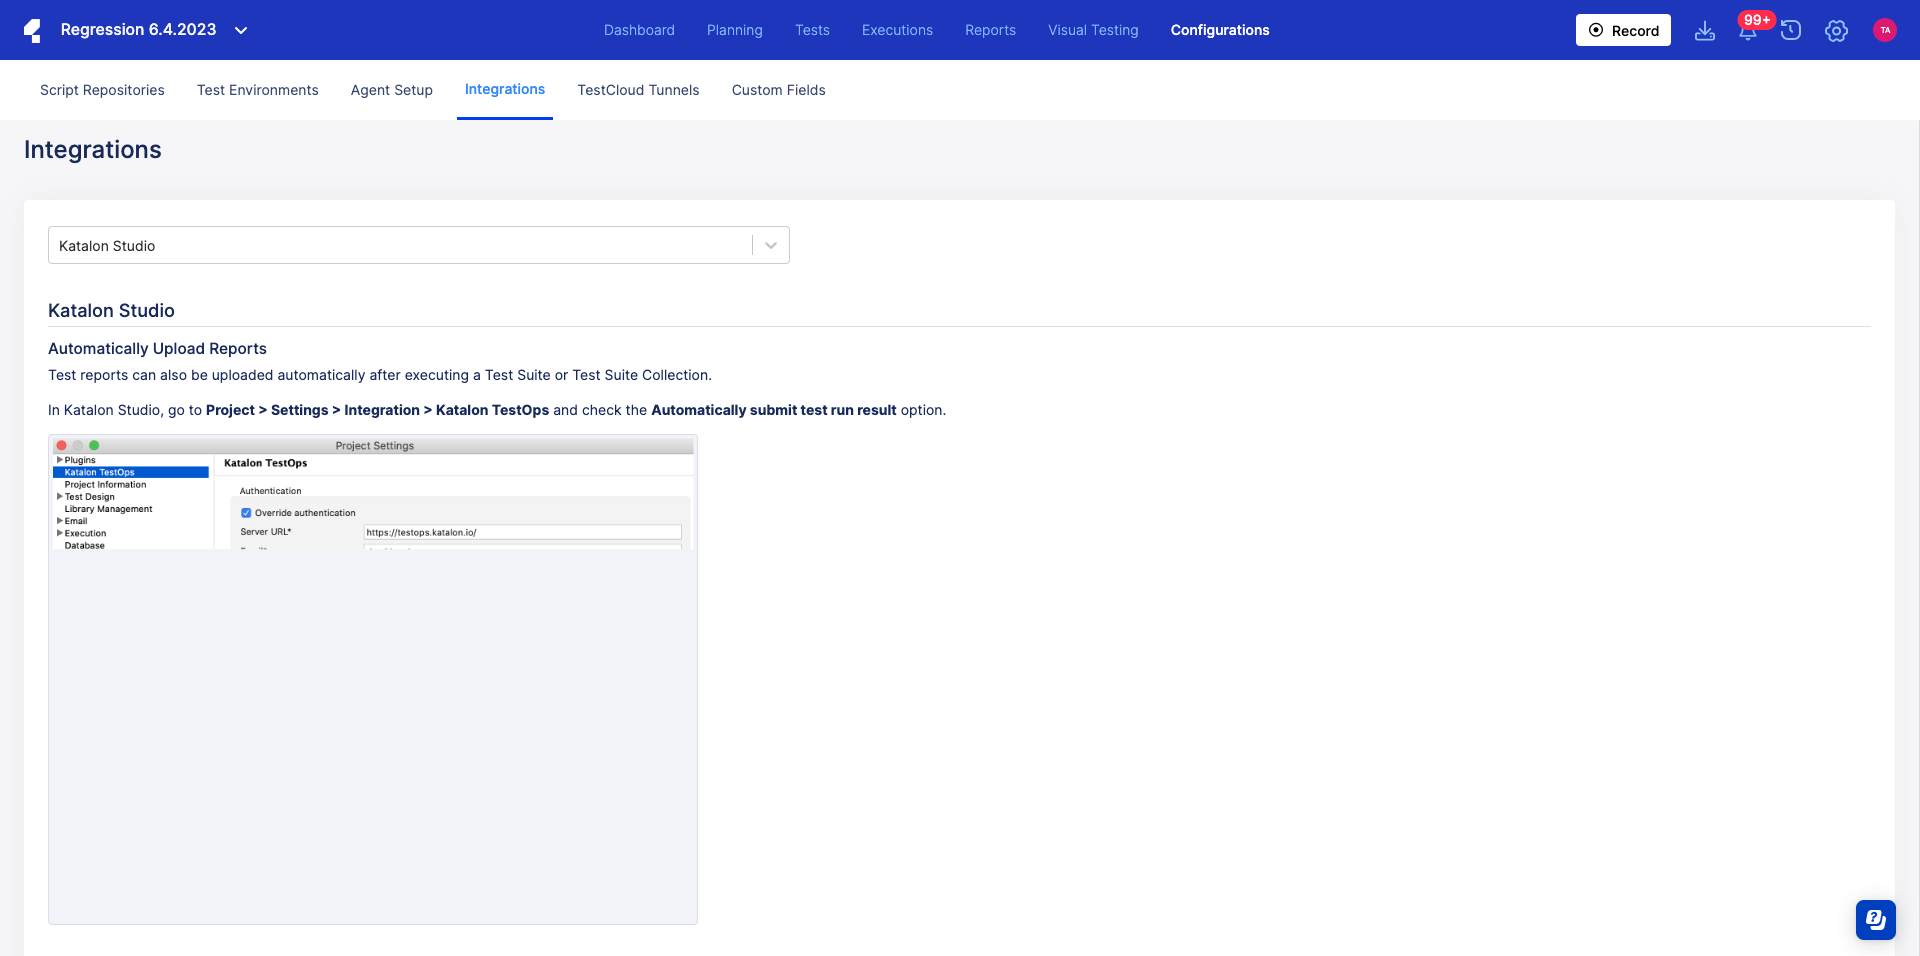 Regression 6.4.2023
Dashboard Planning Tests Executions Reports Visual Testing Configurations
Record
99+
TA
Script Repositories Test Environments Agent Setup Integrations TestCloud Tunnels Custom Fields
Integrations
Katalon Studio
Katalon Studio
Automatically Upload Reports
Test reports can also be uploaded automatically after executing a Test Suite or Test Suite Collection.
In Katalon Studio, go to Project > Settings > Integration > Katalon TestOps and check the Automatically submit test run result option.
Project Settings
Plugins
Katalon TestOps
Project Information
Test Design
Library Management
Email
Execution
Database
Katalon TestOps
Authentication
Override authentication
Server URL* https://testops.katalon.io/